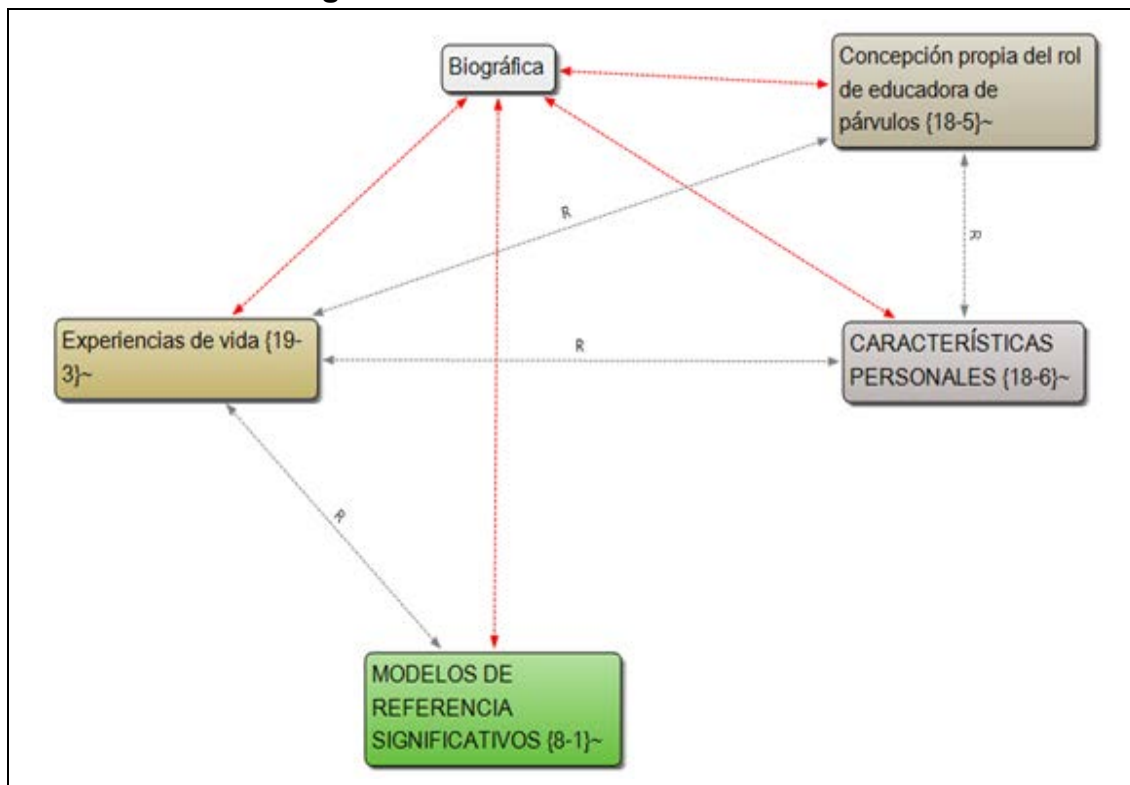 Biográfica
Concepción propia del rol
de educadora de
párvulos {18-5}~
R
R
Experiencias de vida {19-
3}~
R
CARACTERÍSTICAS
PERSONALES {18-6}~
R
MODELOS DE
REFERENCIA
SIGNIFICATIVOS {8-1}~